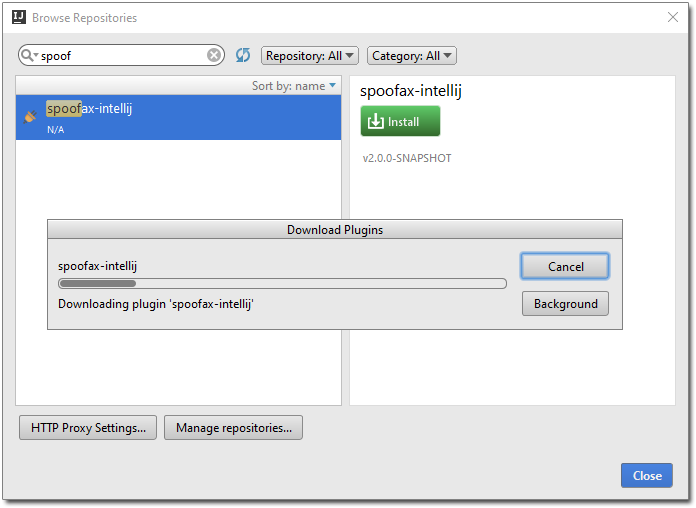 IJ Browse Repositories
spoof
Repository: All
Category: All
Sort by: name
spoofax-intellij
N/A
spoofax-intellij
Install
v2.0.0-SNAPSHOT
Download Plugins
spoofax-intellij
Downloading plugin 'spoofax-intellij'
Cancel
Background
HTTP Proxy Settings...
Manage repositories...
Close